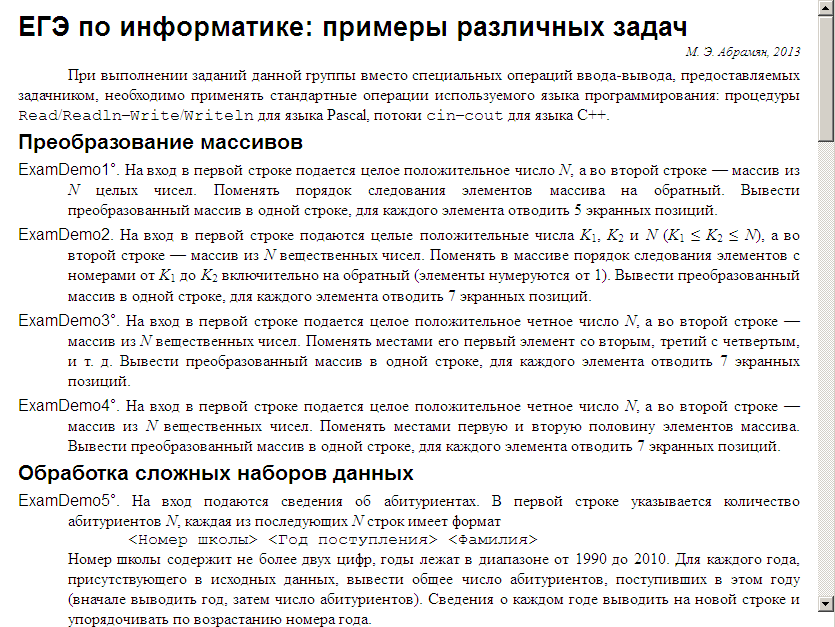 ЕГЭ по информатике: примеры различных задач
М. Э. Абрамян, 2013
При выполнении заданий данной группы вместо специальных операций ввода-вывода, предоставляемых
задачником, необходимо применять стандартные операции используемого языка программирования: процедуры
Read/Readln–Write/Writeln для языка Pascal, потоки cin–cout для языка C++.
Преобразование массивов
ExamDemo1°. На вход в первой строке подается целое положительное число N, а во второй строке — массив из
N целых чисел. Поменять порядок следования элементов массива на обратный. Вывести
преобразованный массив в одной строке, для каждого элемента отводить 5 экранных позиций.
ExamDemo2. На вход в первой строке подаются целые положительные числа K1, K2 и N (K1 ≤ K2 ≤ N), а во
второй строке — массив из N вещественных чисел. Поменять в массиве порядок следования элементов с
номерами от K1 до K2 включительно на обратный (элементы нумеруются от 1). Вывести преобразованный
массив в одной строке, для каждого элемента отводить 7 экранных позиций.
ExamDemo3°. На вход в первой строке подается целое положительное четное число N, а во второй строке —
массив из N вещественных чисел. Поменять местами его первый элемент со вторым, третий с четвертым,
и т. д. Вывести преобразованный массив в одной строке, для каждого элемента отводить 7 экранных
позиций.
ExamDemo4°. На вход в первой строке подается целое положительное четное число N, а во второй строке —
массив из N вещественных чисел. Поменять местами первую и вторую половину элементов массива.
Вывести преобразованный массив в одной строке, для каждого элемента отводить 7 экранных позиций.
Обработка сложных наборов данных
ExamDemo5°. На вход подаются сведения об абитуриентах. В первой строке указывается количество
абитуриентов N, каждая из последующих N строк имеет формат
<Номер школы> <Год поступления> <Фамилия>
Номер школы содержит не более двух цифр, годы лежат в диапазоне от 1990 до 2010. Для каждого года,
присутствующего в исходных данных, вывести общее число абитуриентов, поступивших в этом году
(вначале выводить год, затем число абитуриентов). Сведения о каждом годе выводить на новой строке и
упорядочивать по возрастанию номера года.